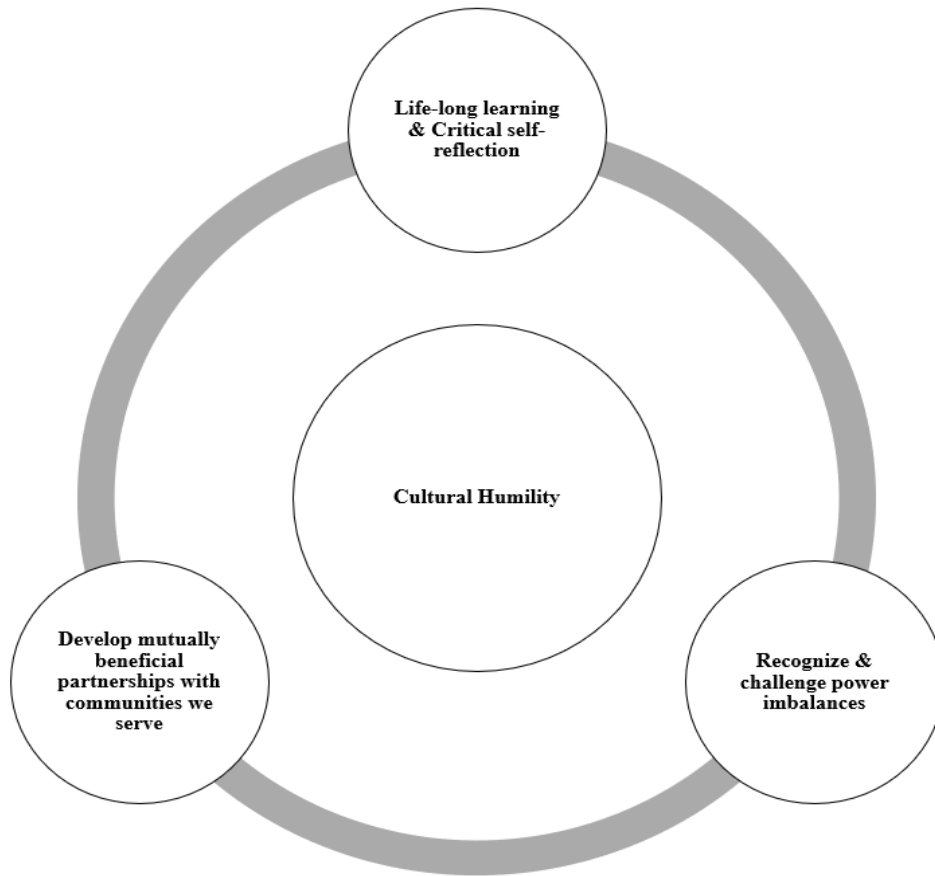 Life-long learning
& Critical self-
reflection
Cultural Humility
Develop mutually
beneficial
partnerships with
communities we
serve
Recognize &
challenge power
imbalances